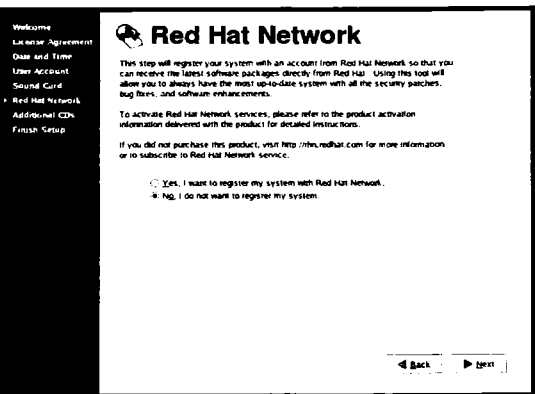 Welcome
License Agreement
Date and Time
User Account
Sound Card
Red Hat Network
Additional CDs
Finish Setup
Red Hat Network
This step will register your system with an account from Red Hat Network so that you
can receive the latest software packages directly from Red Hat. Using this tool will
allow you to always have the most up-to-date system with all the security patches,
bug fixes, and software enhancements.
To activate Red Hat Network services, please refer to the product activation
information delivered with the product for detailed instructions.
If you did not purchase this product, visit http://rhn.redhat.com for more information
or to subscribe to Red Hat Network service.
Yes, I want to register my system with Red Hat Network.
No, I do not want to register my system.
Back
Next